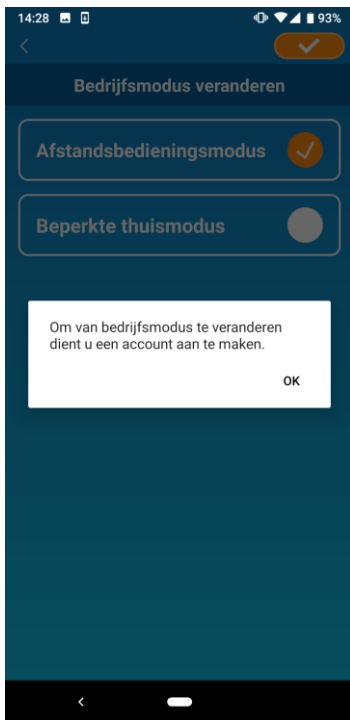 14:28 93%
Bedrijfsmodus veranderen
Afstandsbedieningsmodus
Beperkte thuismodus
Om van bedrijfsmodus te veranderen
dient u een account aan te maken.
OK